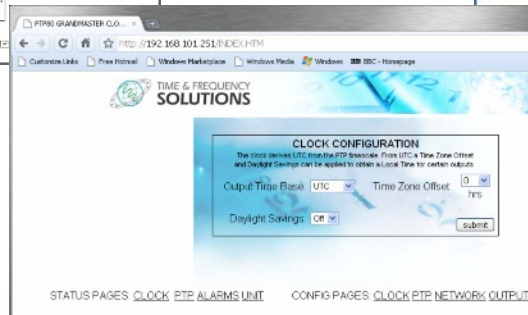 PTP80 GRANDMASTER CLO...
http://192.168.101.251/INDEX.HTM
Customize Links Free Hotmail Windows Marketplace Windows Media Windows BBC - Homepage
TIME & FREQUENCY
SOLUTIONS
CLOCK CONFIGURATION
The clock derives UTC from the PTP timescale. From UTC a Time Zone Offset
and Daylight Savings can be applied to obtain a Local Time for certain outputs
Output Time Base: UTC Time Zone Offset: 0
hrs
Daylight Savings: Off
submit
STATUS PAGES: CLOCK PTP ALARMS UNIT CONFIG PAGES: CLOCK PTP NETWORK OUTPUT